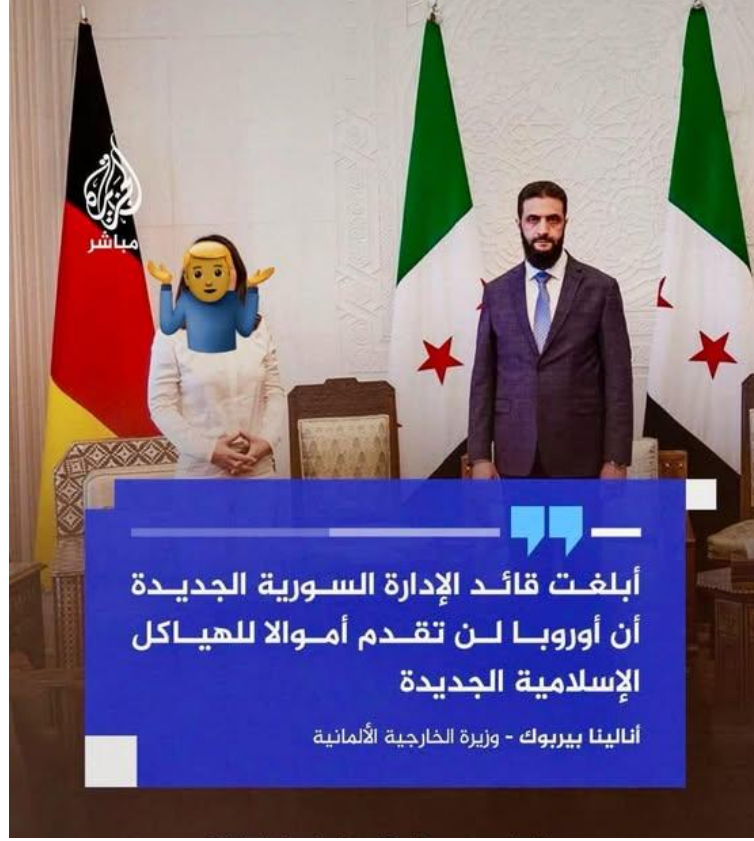 الجزيرة
مباشر
أبلغت قائد الإدارة السورية الجديدة
أن أوروبا لن تقدم أموالا للهياكل
الإسلامية الجديدة
أنالينا بيربوك - وزيرة الخارجية الألمانية